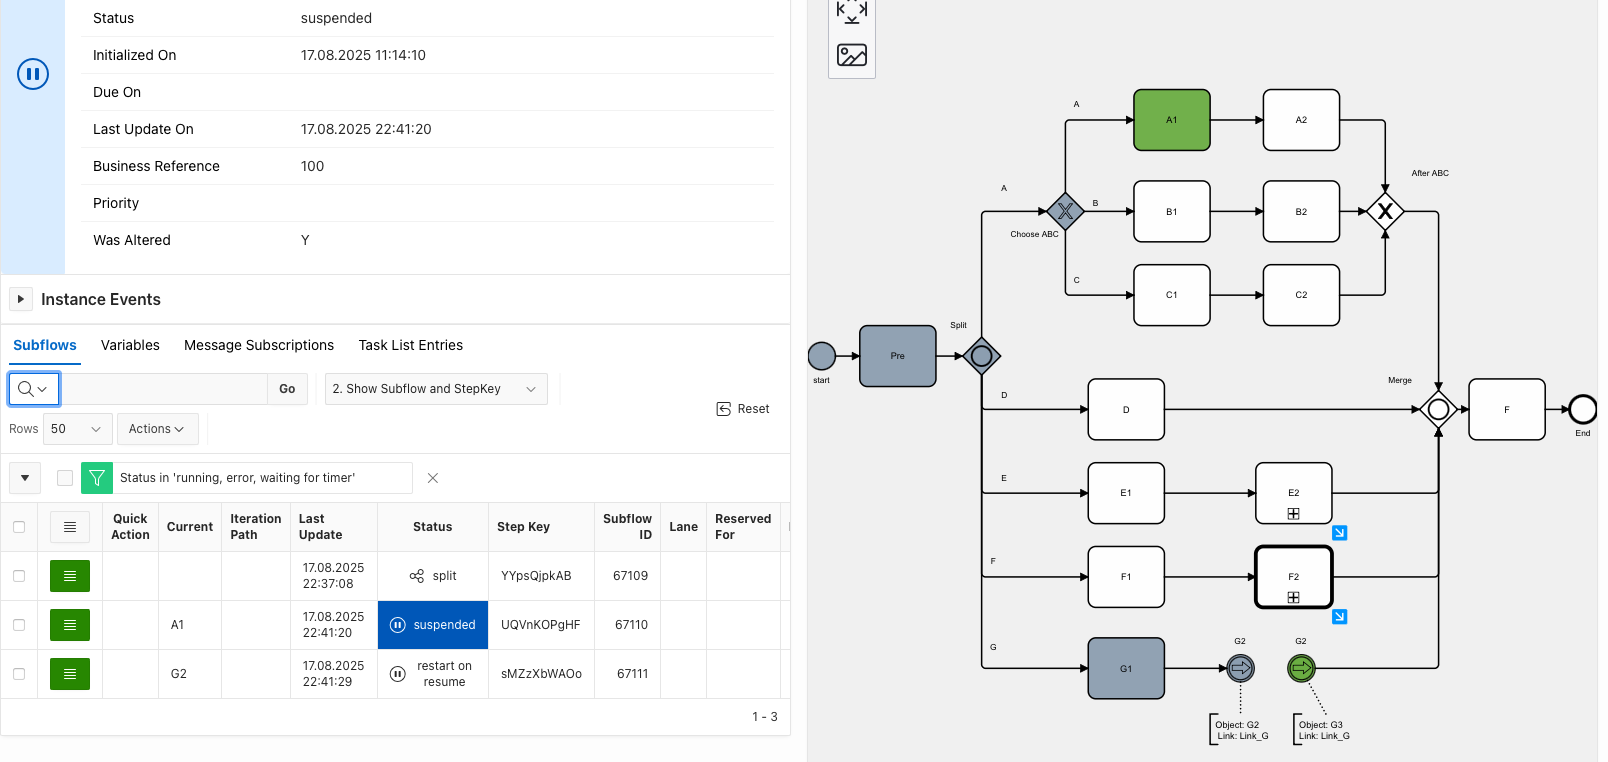 Status suspended
Initialized On 17.08.2025 11:14:10
Due On
Last Update On 17.08.2025 22:41:20
Business Reference 100
Priority
Was Altered Y
Instance Events
Subflows Variables Message Subscriptions Task List Entries
Go 2. Show Subflow and StepKey
Reset
Rows 50 Actions
Status in 'running, error, waiting for timer'
Quick Action Current Iteration Path Last Update Status Step Key Subflow ID Lane Reserved For
17.08.2025 22:37:08 split YYpsQjpkAB 67109
A1 17.08.2025 22:41:20 suspended UQVnKOPgHF 67110
G2 17.08.2025 22:41:29 restart on resume sMZzXbWAOo 67111
1 - 3
A
A1
A2
After ABC
A
B
B1
B2
Choose ABC
C
C1
C2
Split
Pre
start
D
D
Merge
F
End
E
E1
E2
F
F1
F2
G
G1
G2
G2
Object: G2
Link: Link_G
Object: G3
Link: Link_G